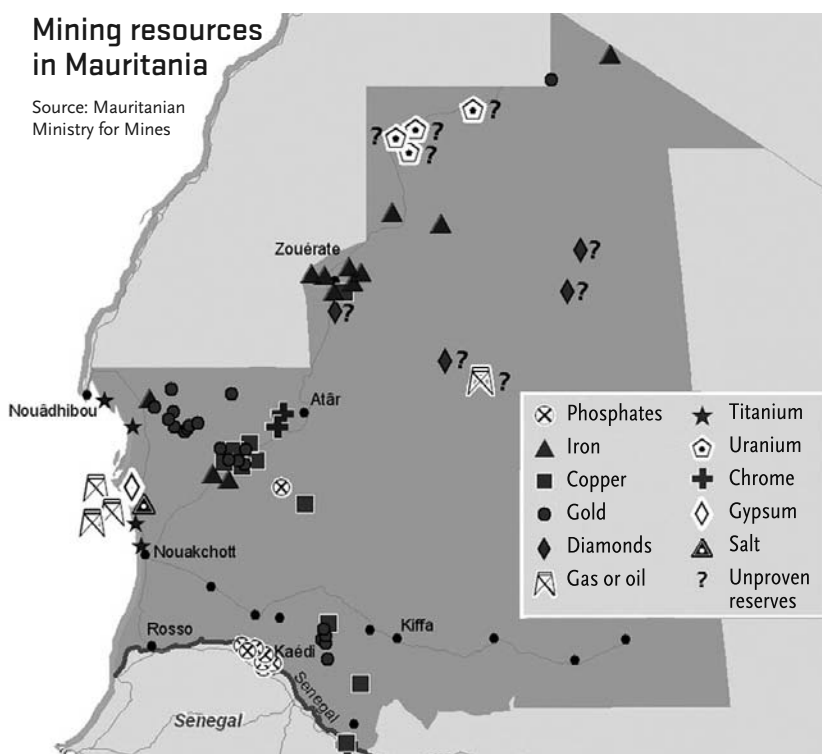 Mining resources
in Mauritania
Source: Mauritanian
Ministry for Mines
?
?
?
?
Zouérate
?
?
?
?
?
Nouâdhibou
Atâr
Nouakchott
Rosso
Kaédi
Kiffa
Senegal
Senegal
Phosphates
Iron
Copper
Gold
Diamonds
Gas or oil
Titanium
Uranium
Chrome
Gypsum
Salt
? Unproven
reserves